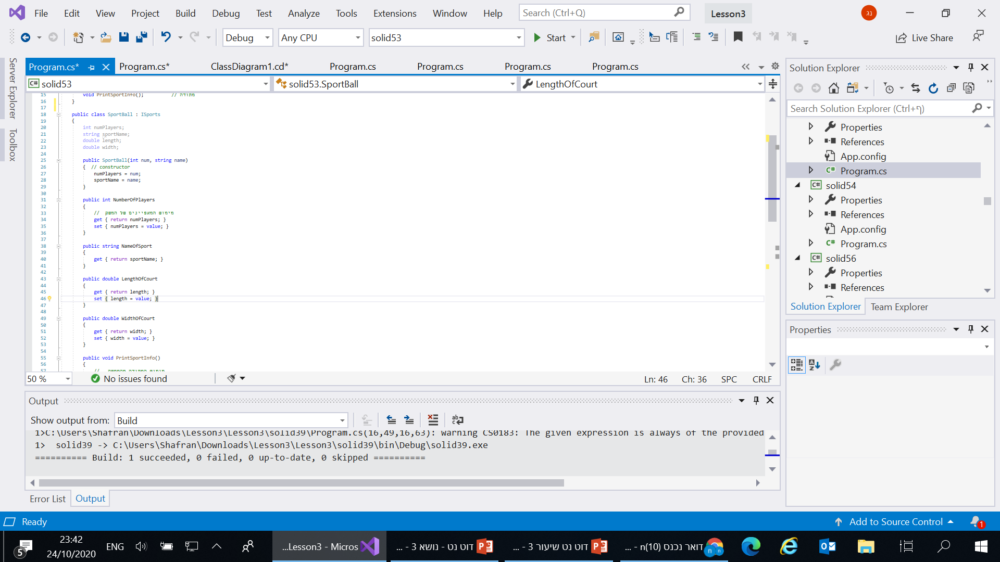 File Edit View Project Build Debug Test Analyze Tools Extensions Window Help Search (Ctrl+Q) Lesson3 נג
Debug Any CPU solid53 Start Live Share
Server Explorer
Toolbox
Program.cs* Program.cs* ClassDiagram1.cd* Program.cs Program.cs Program.cs Program.cs
solid53 solid53.SportBall LengthOfCourt
15 void PrintSportInfo(); // מתודה
16 }
17
18 public class SportBall : ISports
19 {
20 int numPlayers;
21 string sportName;
22 double length;
23 double width;
24
25 public SportBall(int num, string name)
26 { // constructor
27 numPlayers = num;
28 sportName = name;
29 }
30
31 public int NumberOfPlayers
32 {
33 // מימוש המאפיינים של המשק
34 get { return numPlayers; }
35 set { numPlayers = value; }
36 }
37
38 public string NameOfSport
39 {
40 get { return sportName; }
41 }
42
43 public double LengthOfCourt
44 {
45 get { return length; }
46 set { length = value; }
47 }
48
49 public double WidthOfCourt
50 {
51 get { return width; }
52 set { width = value; }
53 }
54
55 public void PrintSportInfo()
56 {
57 // מימוש המתודה
50 % No issues found Ln: 46 Ch: 36 SPC CRLF
Output
Show output from: Build
1>C:\Users\Shafran\Downloads\Lesson3\Lesson3\solid39\Program.cs(16,49,16,63): warning CS0183: The given expression is always of the provided
1> solid39 -> C:\Users\Shafran\Downloads\Lesson3\Lesson3\solid39\bin\Debug\solid39.exe
========== Build: 1 succeeded, 0 failed, 0 up-to-date, 0 skipped ==========
Error List Output
Solution Explorer
Search Solution Explorer (Ctrl+ף)
Properties
References
App.config
C# Program.cs
C# solid54
Properties
References
App.config
C# Program.cs
C# solid56
Properties
References
Solution Explorer Team Explorer
Properties
Ready Add to Source Control 1
5 23:42 24/10/2020 ENG ...Lesson3 - Micros ... - דוט נט - נושא 3 ... - דוט נט שיעור 3 ... - דואר נכנס (10) n